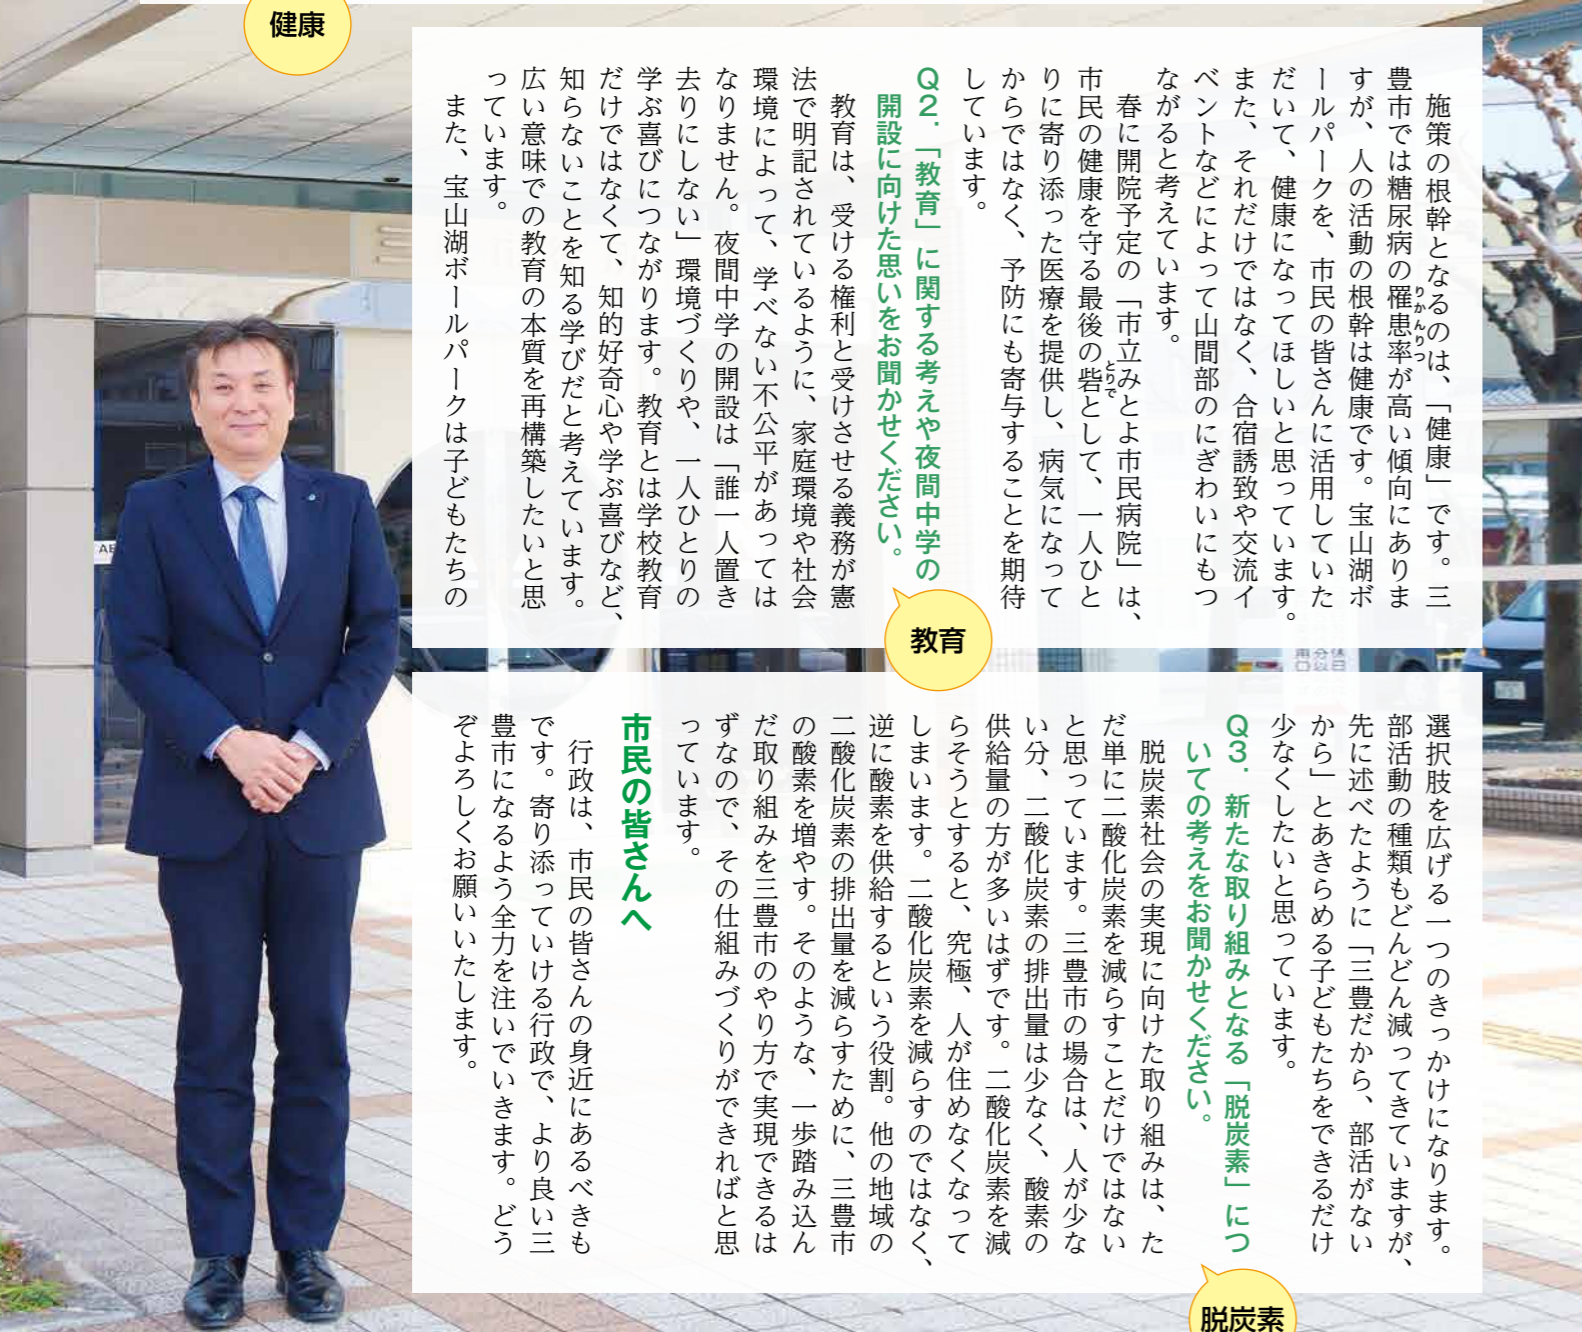 健康
施策の根幹となるのは、「健康」です。三
豊市では糖尿病の罹患率が高い傾向にありま
りかんりつ
すが、人の活動の根幹は健康です。宝山湖ボ
ールパークを、市民の皆さんに活用していた
だいて、健康になってほしいと思っています。
また、それだけではなく、合宿誘致や交流イ
ベントなどによって山間部のにぎわいにもつ
ながると考えています。
春に開院予定の「市立みとよ市民病院」は、
市民の健康を守る最後の砦として、一人ひと
とりで
りに寄り添った医療を提供し、病気になって
からではなく、予防にも寄与することを期待
しています。
Q2.「教育」に関する考えや夜間中学の
開設に向けた思いをお聞かせください。
教育
教育は、受ける権利と受けさせる義務が憲
法で明記されているように、家庭環境や社会
環境によって、学べない不公平があっては
なりません。夜間中学の開設は「誰一人置き
去りにしない」環境づくりや、一人ひとりの
学ぶ喜びにつながります。教育とは学校教育
だけではなくて、知的好奇心や学ぶ喜びなど、
知らないことを知る学びだと考えています。
広い意味での教育の本質を再構築したいと思
っています。
また、宝山湖ボールパークは子どもたちの
選択肢を広げる一つのきっかけになります。
部活動の種類もどんどん減ってきていますが、
先に述べたように「三豊だから、部活がない
から」とあきらめる子どもたちをできるだけ
少なくしたいと思っています。
Q3.新たな取り組みとなる「脱炭素」につ
いての考えをお聞かせください。
脱炭素
脱炭素社会の実現に向けた取り組みは、た
だ単に二酸化炭素を減らすことだけではない
と思っています。三豊市の場合は、人が少な
い分、二酸化炭素の排出量は少なく、酸素の
供給量の方が多いはずです。二酸化炭素を減
らそうとすると、究極、人が住めなくなって
しまいます。二酸化炭素を減らすのではなく、
逆に酸素を供給するという役割。他の地域の
二酸化炭素の排出量を減らすために、三豊市
の酸素を増やす。そのような、一歩踏み込ん
だ取り組みを三豊市のやり方で実現できるは
ずなので、その仕組みづくりができればと思
っています。
市民の皆さんへ
行政は、市民の皆さんの身近にあるべきも
です。寄り添っていける行政で、より良い三
豊市になるよう全力を注いでいきます。どう
ぞよろしくお願いいたします。